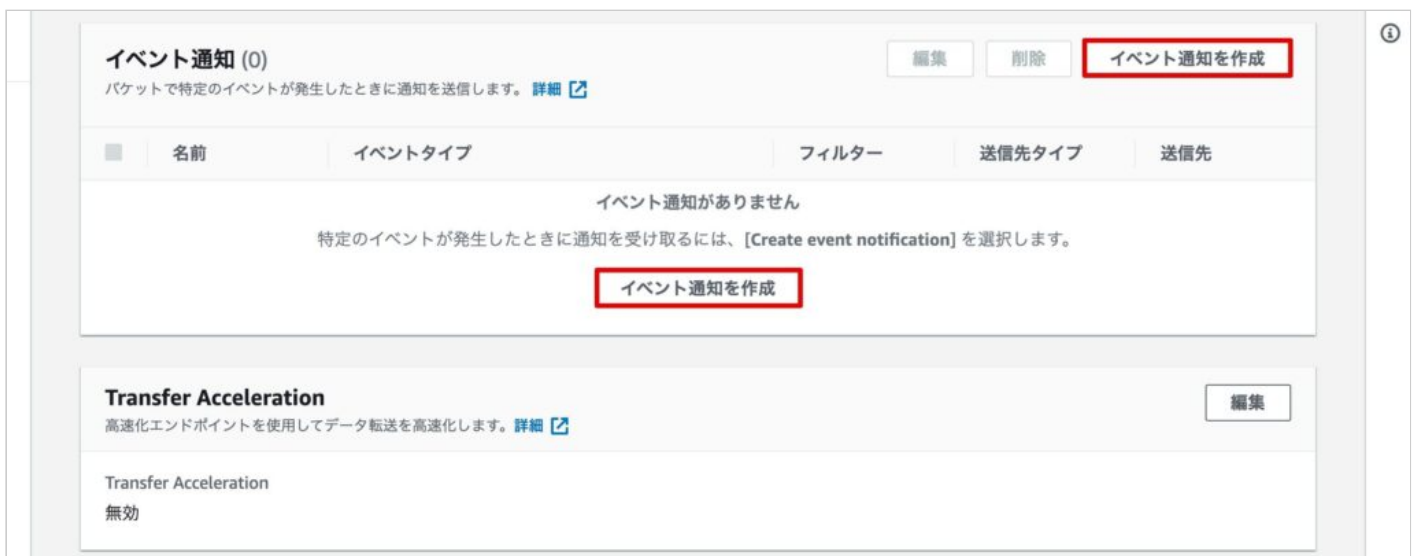 イベント通知 (0)
編集
削除
イベント通知を作成
バケットで特定のイベントが発生したときに通知を送信します。 詳細
名前 イベントタイプ フィルター 送信先タイプ 送信先
イベント通知がありません
特定のイベントが発生したときに通知を受け取るには、[Create event notification] を選択します。
イベント通知を作成
Transfer Acceleration
編集
高速化エンドポイントを使用してデータ転送を高速化します。詳細
Transfer Acceleration
無効